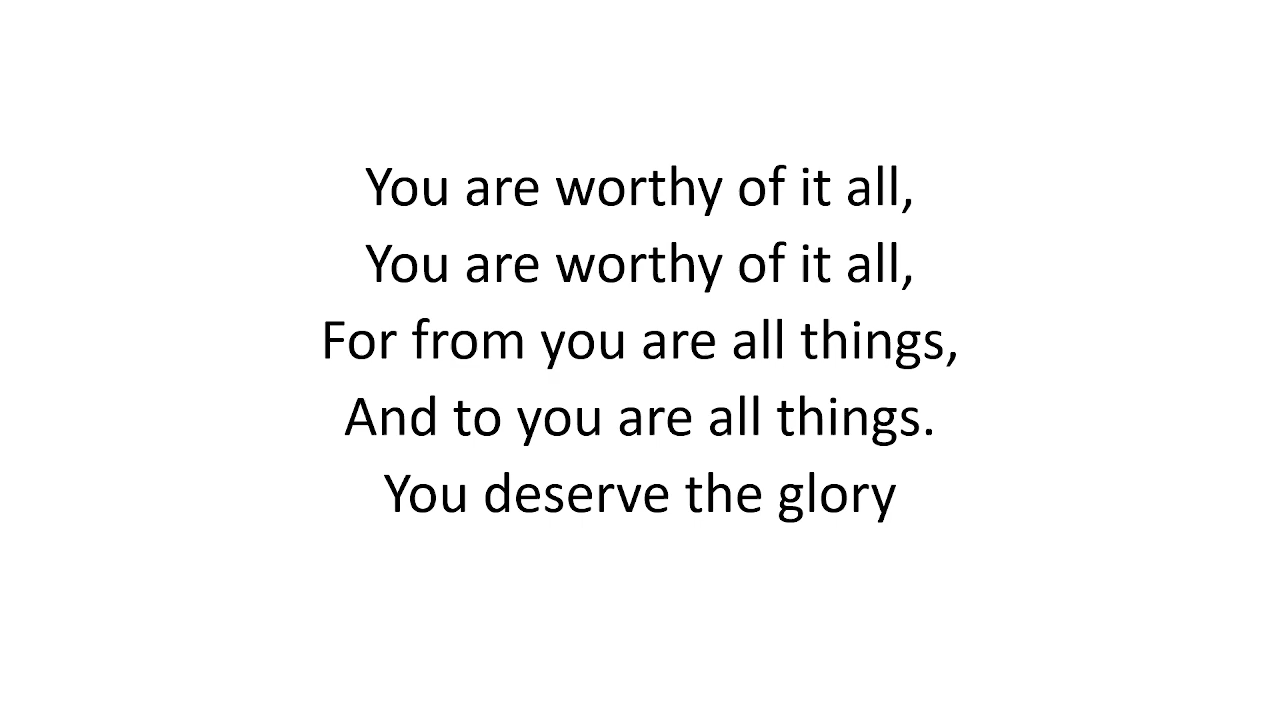 You are worthy of it all,
You are worthy of it all,
For from you are all things,
And to you are all things.
You deserve the glory